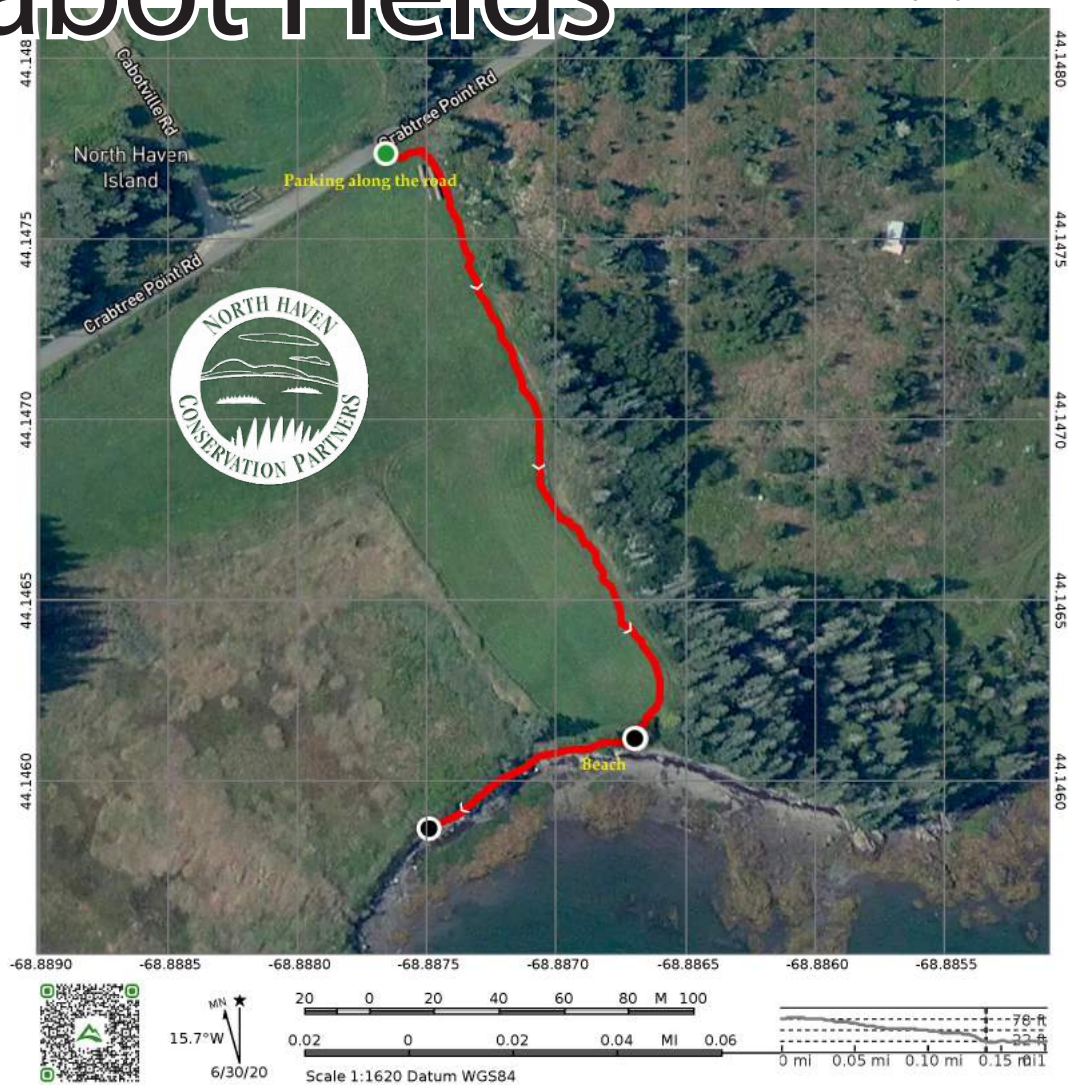 abot Fields
44.148
44.1480
Cabotville Rd
Crabtree Point Rd
North Haven
Island
Parking along the road
44.1475
44.1475
Crabtree Point Rd
NORTH HAVEN
CONSERVATION PARTNERS
44.1470
44.1470
44.1465
44.1465
44.1460
44.1460
Beach
-68.8890 -68.8885 -68.8880 -68.8875 -68.8870 -68.8865 -68.8860 -68.8855
MN
15.7°W
6/30/20
20 0 20 40 60 80 M 100
0.02 0 0.02 0.04 MI 0.06
Scale 1:1620 Datum WGS84
78 ft
0 mi 0.05 mi 0.10 mi 0.15 mi